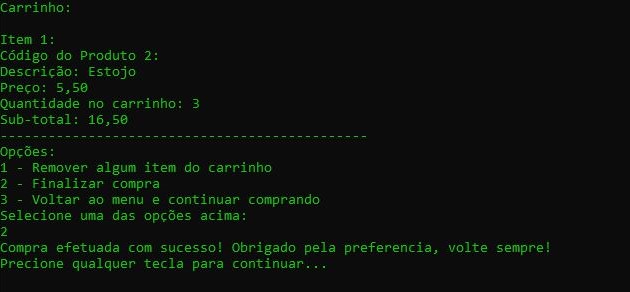 Carrinho:
Item 1:
Código do Produto 2:
Descrição: Estojo
Preço: 5,50
Quantidade no carrinho: 3
Sub-total: 16,50
----------------------------------------------
Opções:
1 - Remover algum item do carrinho
2 - Finalizar compra
3 - Voltar ao menu e continuar comprando
Selecione uma das opções acima:
2
Compra efetuada com sucesso! Obrigado pela preferencia, volte sempre!
Precione qualquer tecla para continuar...